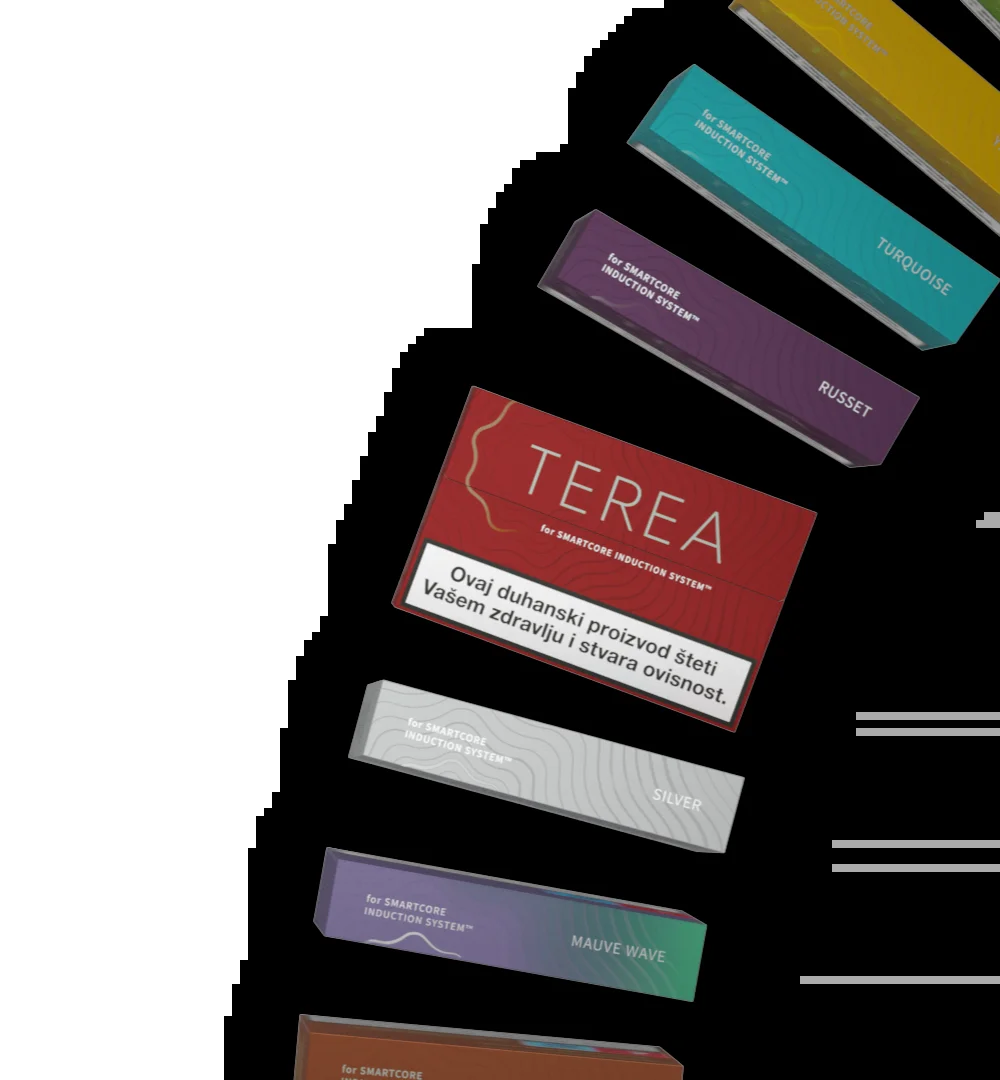 for SMARTCORE
INDUCTION SYSTEM™
TURQUOISE
for SMARTCORE
INDUCTION SYSTEM™
RUSSET
TEREA
for SMARTCORE INDUCTION SYSTEM™
Ovaj duhanski proizvod šteti
Vašem zdravlju i stvara ovisnost.
for SMARTCORE
INDUCTION SYSTEM™
SILVER
for SMARTCORE
INDUCTION SYSTEM™
MAUVE WAVE
for SMARTCORE